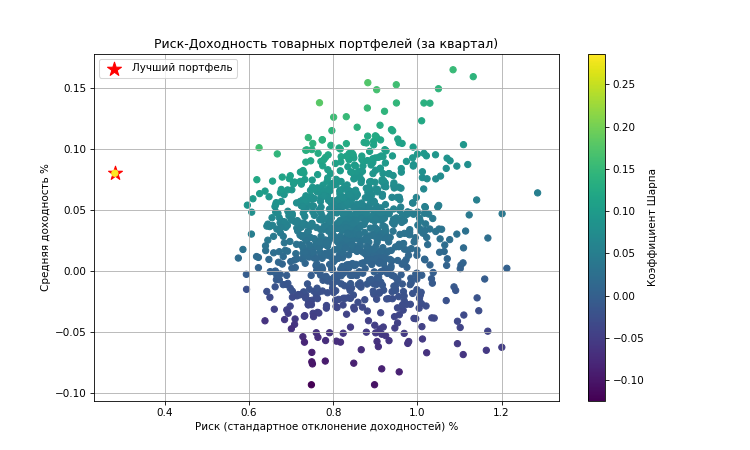 Риск-Доходность товарных портфелей (за квартал)
Лучший портфель
Средняя доходность %
0.15
0.10
0.05
0.00
−0.05
−0.10
0.4 0.6 0.8 1.0 1.2
Риск (стандартное отклонение доходностей) %
0.25
0.20
0.15
0.10
0.05
0.00
−0.05
−0.10
Коэффициент Шарпа